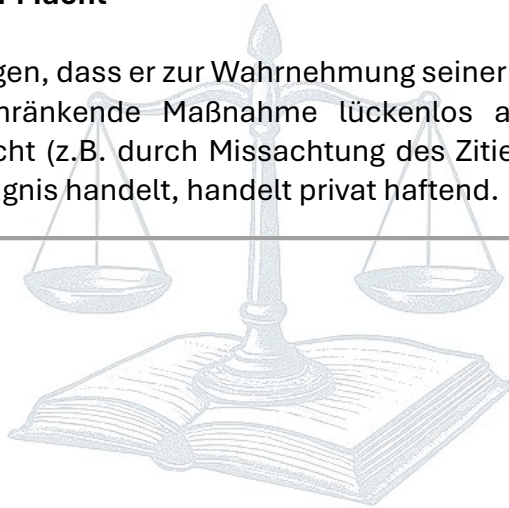 gen, dass er zur Wahrnehmung seiner
hränkende Maßnahme lückenlos a
cht (z.B. durch Missachtung des Zitie
gnis handelt, handelt privat haftend.